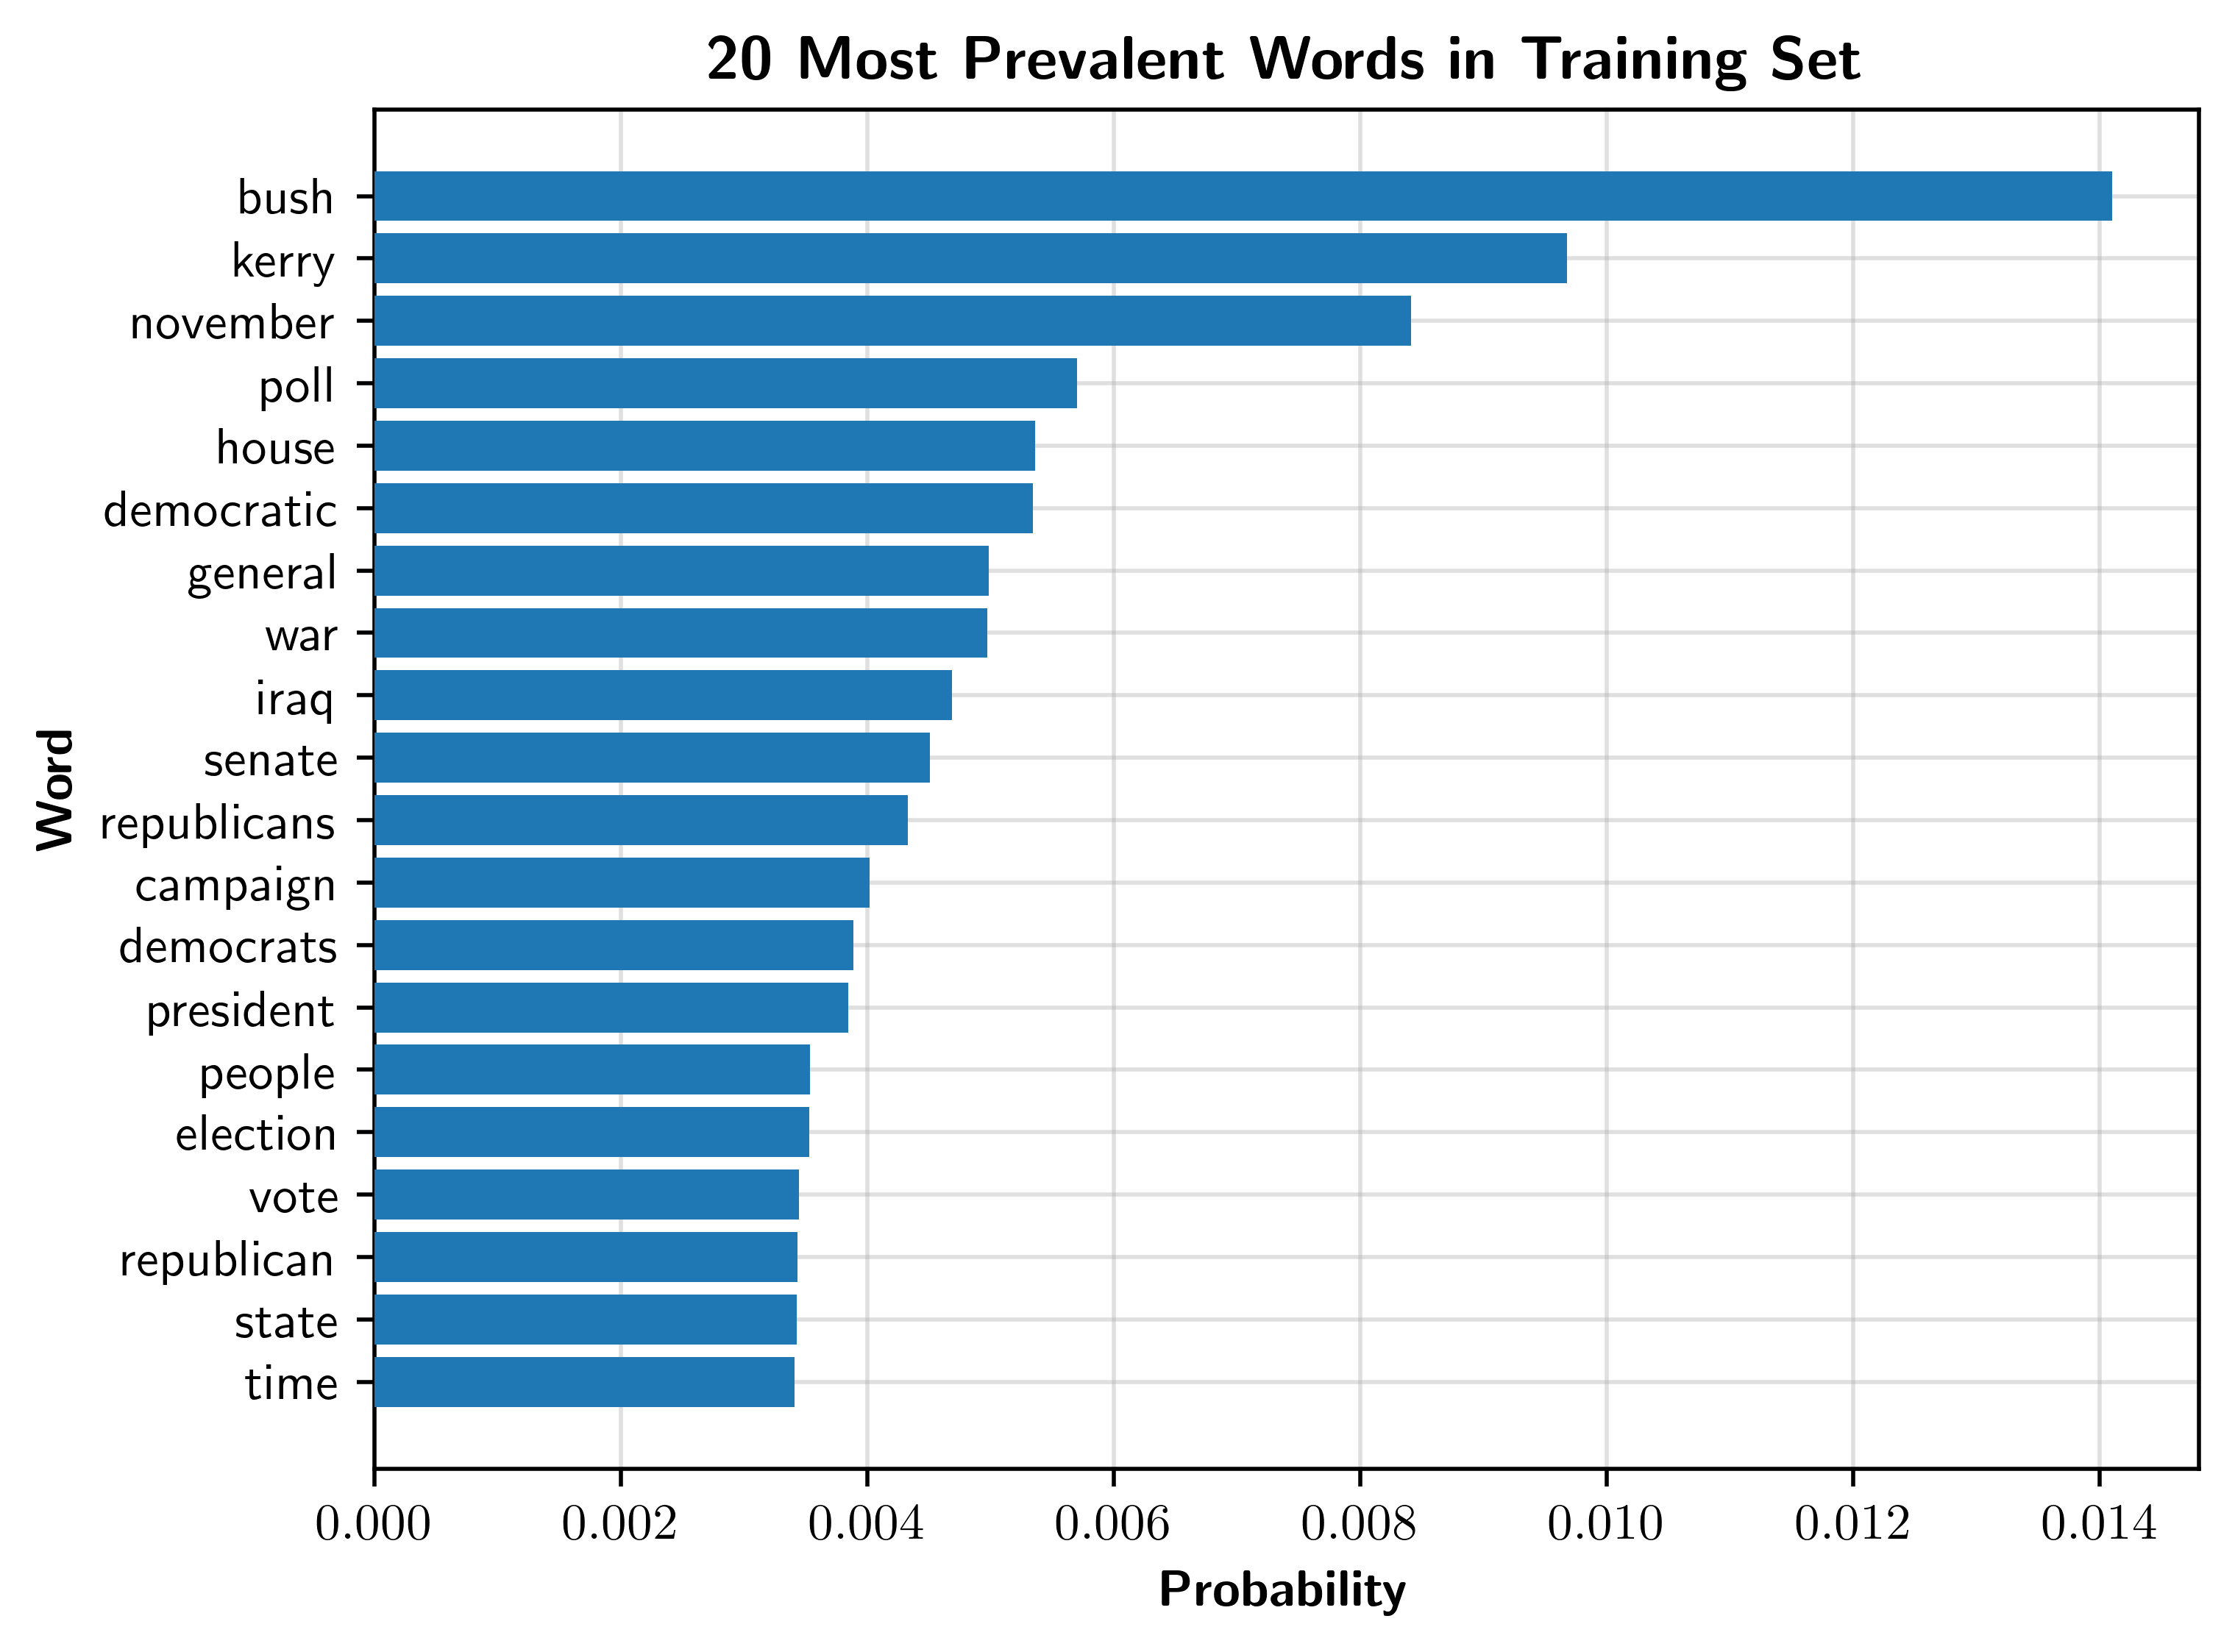 20 Most Prevalent Words in Training Set
bush
kerry
november
poll
house
democratic
general
war
iraq
senate
republicans
campaign
democrats
president
people
election
vote
republican
state
time
Word
0.000 0.002 0.004 0.006 0.008 0.010 0.012 0.014
Probability